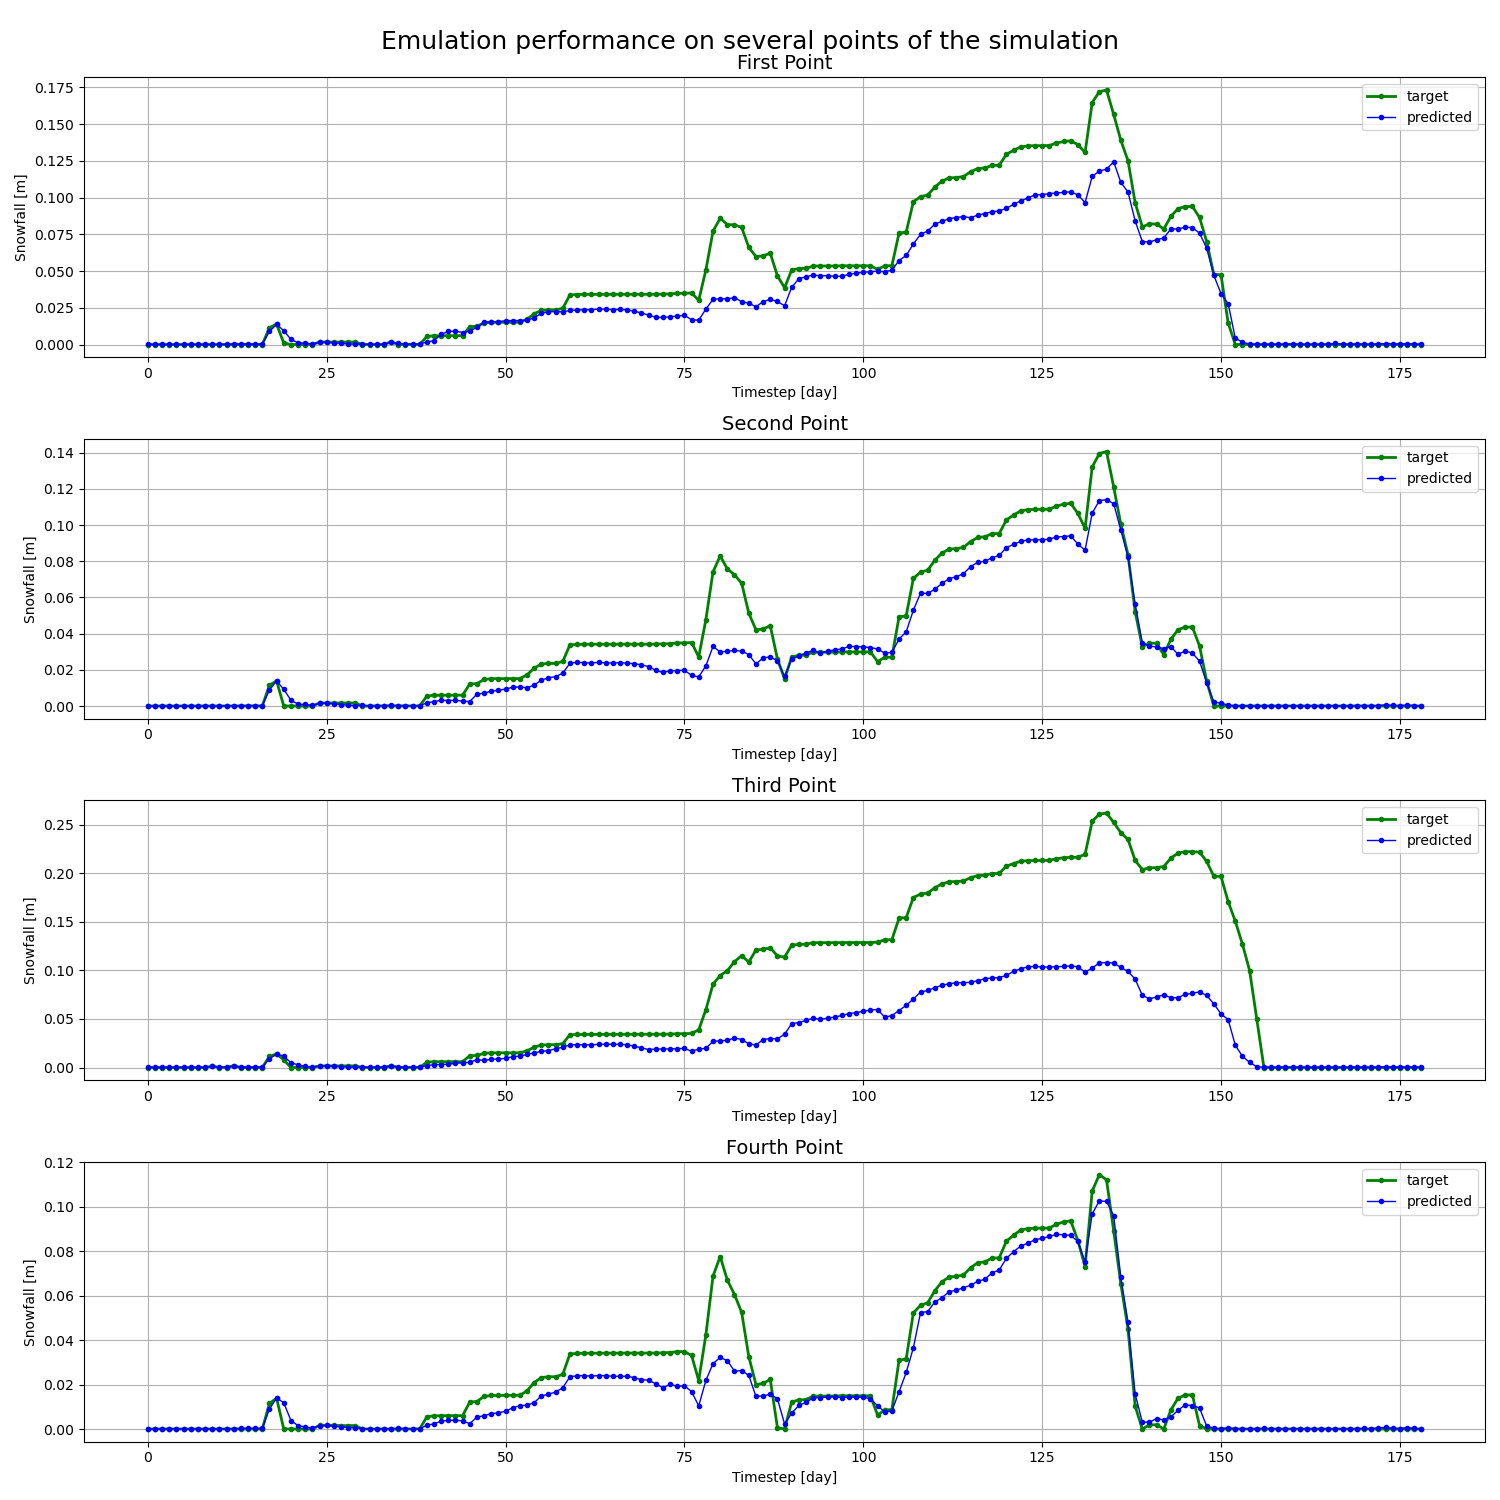 Emulation performance on several points of the simulation
First Point
0.175
0.150
0.125
0.100
0.075
0.050
0.025
0.000
Snowfall [m]
target
predicted
0 25 50 75 100 125 150 175
Timestep [day]
Second Point
0.14
0.12
0.10
0.08
0.06
0.04
0.02
0.00
Snowfall [m]
target
predicted
0 25 50 75 100 125 150 175
Timestep [day]
Third Point
0.25
0.20
0.15
0.10
0.05
0.00
Snowfall [m]
target
predicted
0 25 50 75 100 125 150 175
Timestep [day]
Fourth Point
0.12
0.10
0.08
0.06
0.04
0.02
0.00
Snowfall [m]
target
predicted
0 25 50 75 100 125 150 175
Timestep [day]